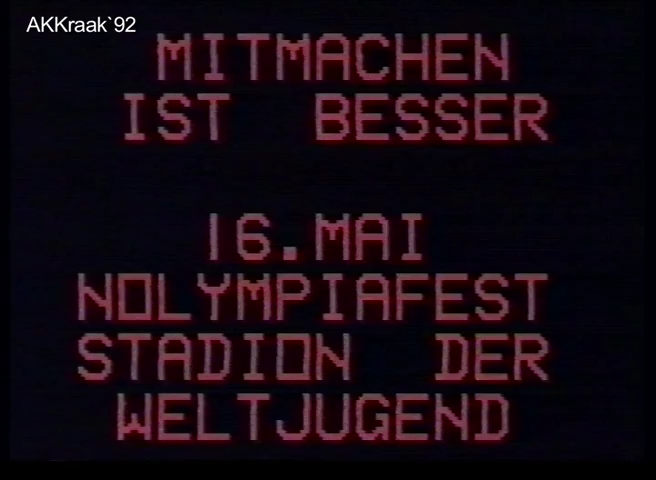 AKKraak`92
MITMACHEN
IST BESSER
16.MAI
NOLYMPIAFEST
STADION DER
WELTJUGEND